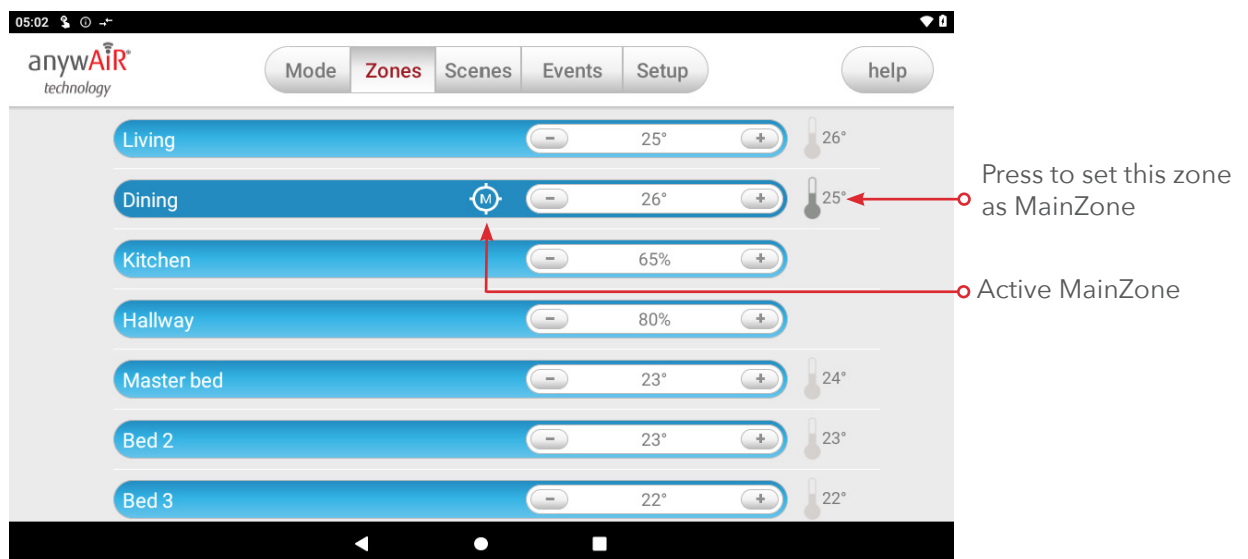 05:02
anywAiR®
technology
Mode Zones Scenes Events Setup
help
Living - 25° + 26°
Dining M - 26° + 25°
Press to set this zone
as MainZone
Kitchen - 65% +
Active MainZone
Hallway - 80% +
Master bed - 23° + 24°
Bed 2 - 23° + 23°
Bed 3 - 22° + 22°